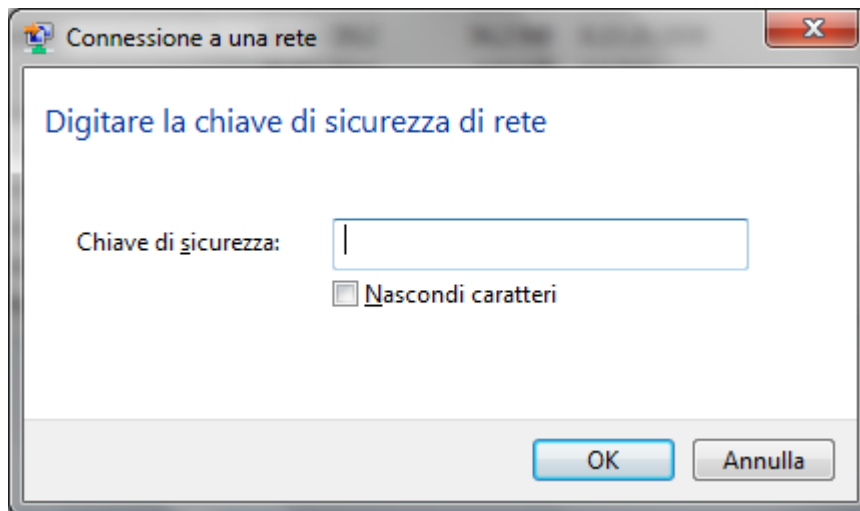 Connessione a una rete
Digitare la chiave di sicurezza di rete
Chiave di sicurezza:
Nascondi caratteri
OK Annulla